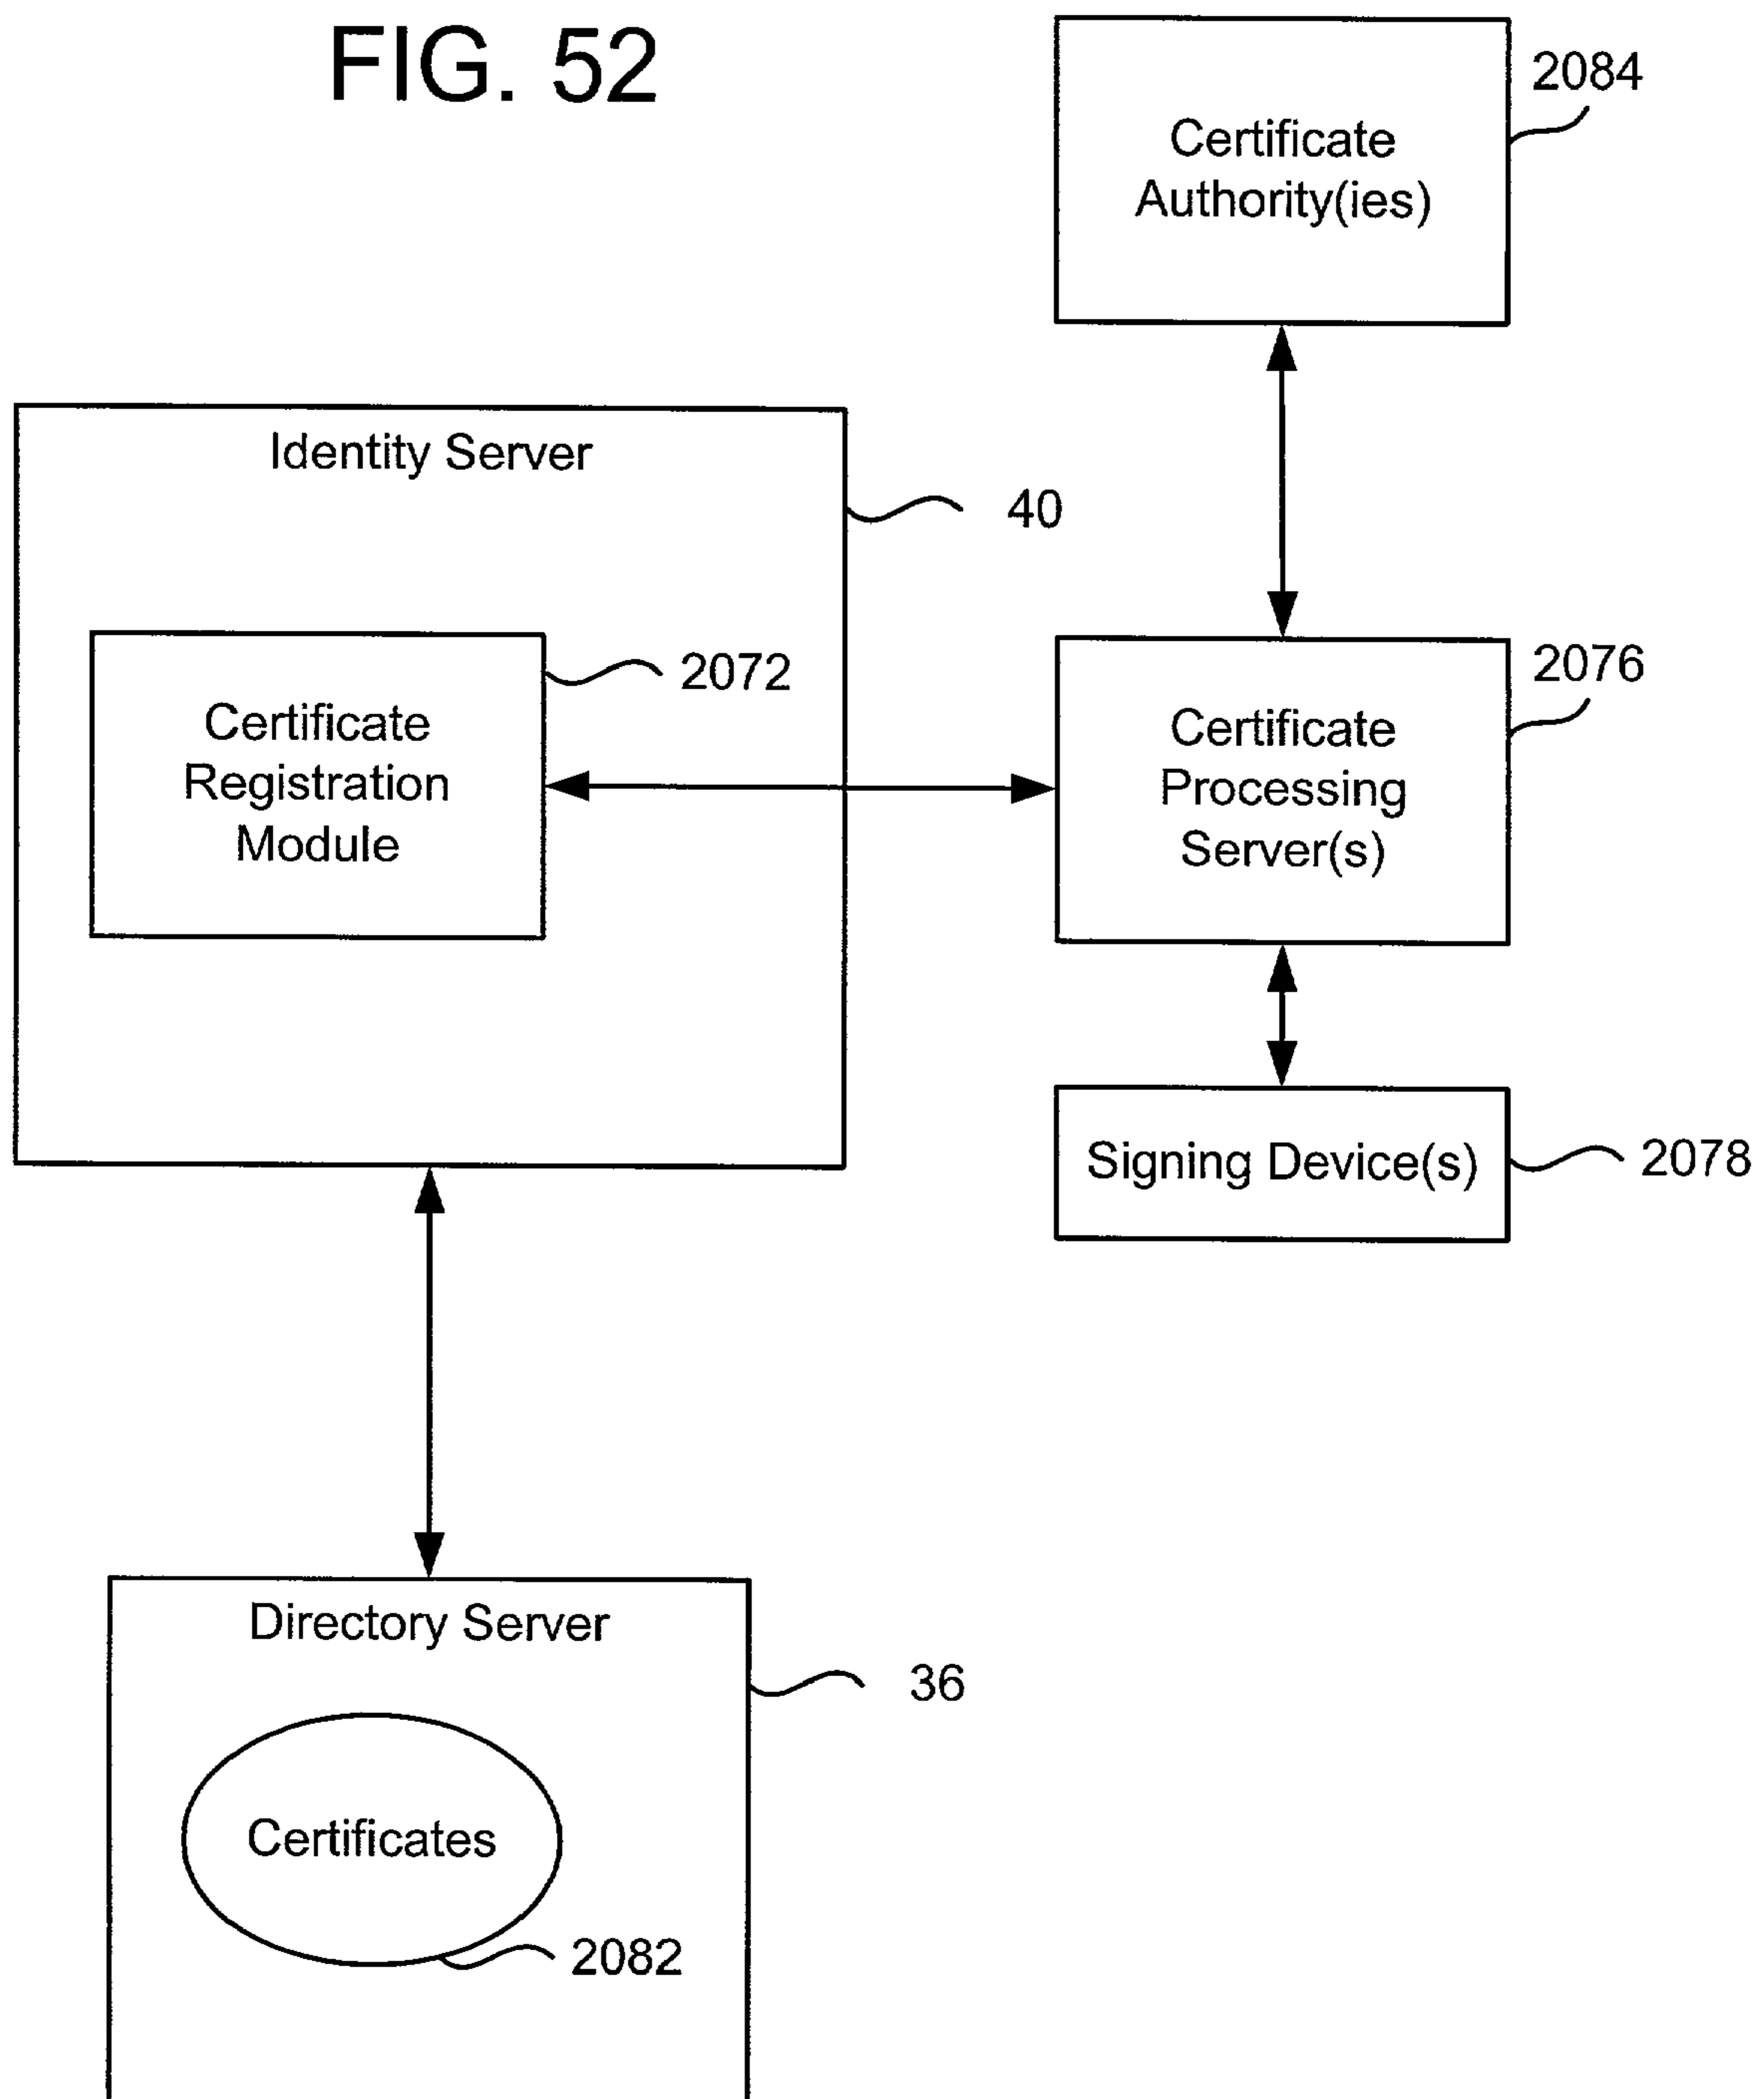 FIG. 52
2084
Certificate
Authority(ies)
Identity Server
40
2072
Certificate
Registration
Module
2076
Certificate
Processing
Server(s)
Signing Device(s)
2078
Directory Server
36
Certificates
2082